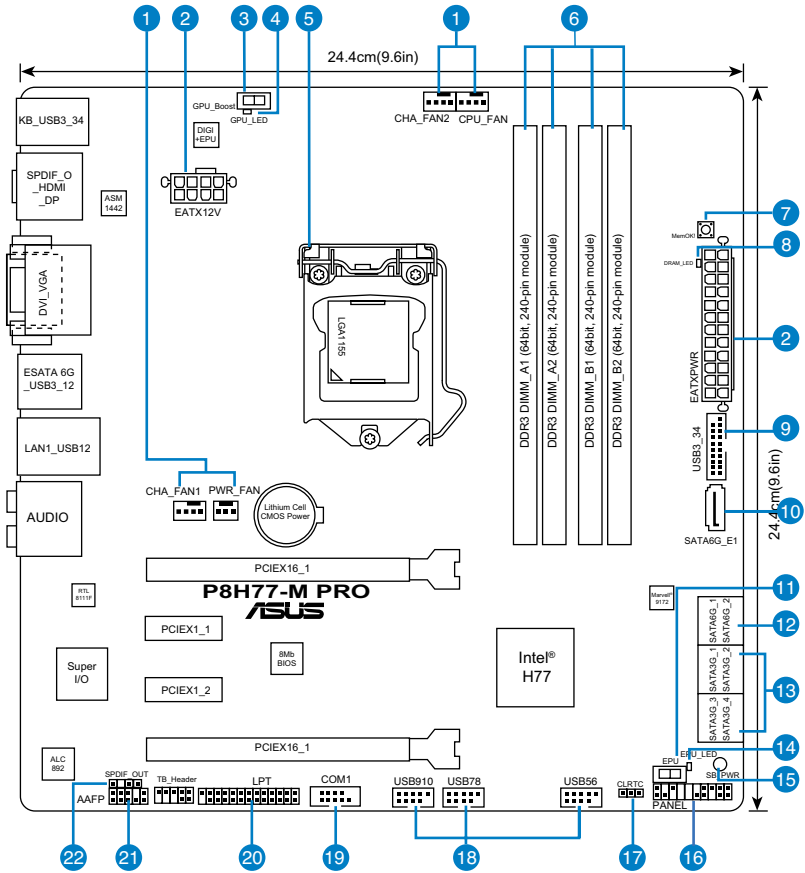 1
2
3
4
5
1
6
24.4cm(9.6in)
KB_USB3_34
GPU_Boost
GPU_LED
DIGI
+EPU
CHA_FAN2
CPU_FAN
SPDIF_O
_HDMI
_DP
ASM
1442
EATX12V
7
MemOK!
8
DRAM_LED
DVI_VGA
LGA1155
DDR3 DIMM_A1 (64bit, 240-pin module)
DDR3 DIMM_A2 (64bit, 240-pin module)
DDR3 DIMM_B1 (64bit, 240-pin module)
DDR3 DIMM_B2 (64bit, 240-pin module)
EATXPWR
2
ESATA 6G
_USB3_12
LAN1_USB12
USB3_34
9
24.4cm(9.6in)
1
CHA_FAN1
PWR_FAN
AUDIO
Lithium Cell
CMOS Power
10
SATA6G_E1
PCIEX16_1
P8H77-M PRO
ASUS
RTL
8111F
Marvell®
9172
11
SATA6G_1
SATA6G_2
12
PCIEX1_1
8Mb
BIOS
Intel®
H77
SATA3G_1
SATA3G_2
13
Super
I/O
PCIEX1_2
SATA3G_3
SATA3G_4
PCIEX16_1
ALC
892
EPU_LED
14
EPU
SB_PWR
15
SPDIF_OUT
TB_Header
LPT
COM1
USB910
USB78
USB56
CLRTC
PANEL
AAFP
22
21
20
19
18
17
16